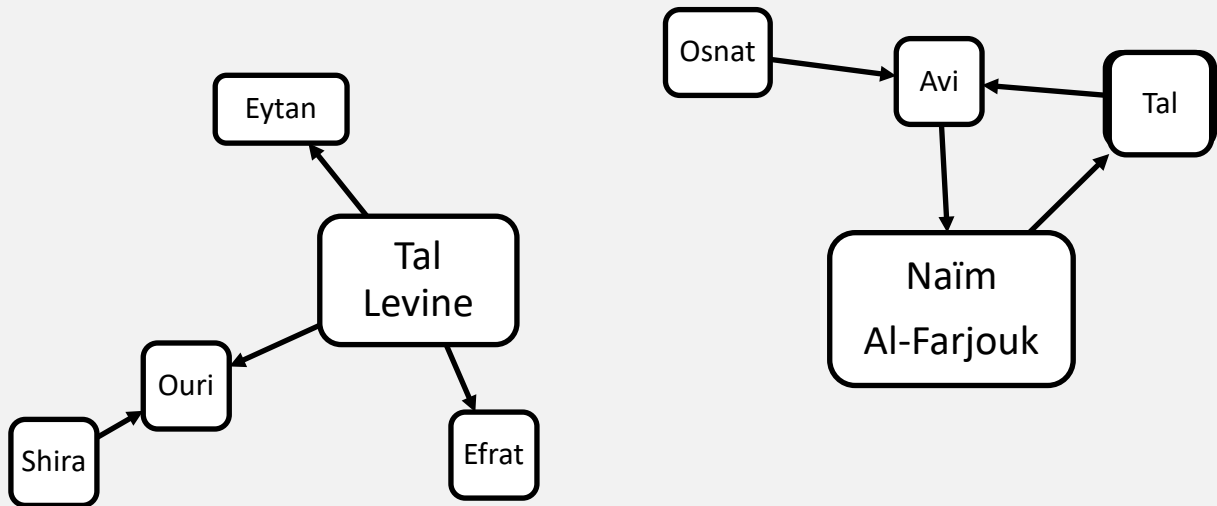 Eytan
Tal
Levine
Ouri
Shira
Efrat
Osnat
Avi
Tal
Naïm
Al-Farjouk